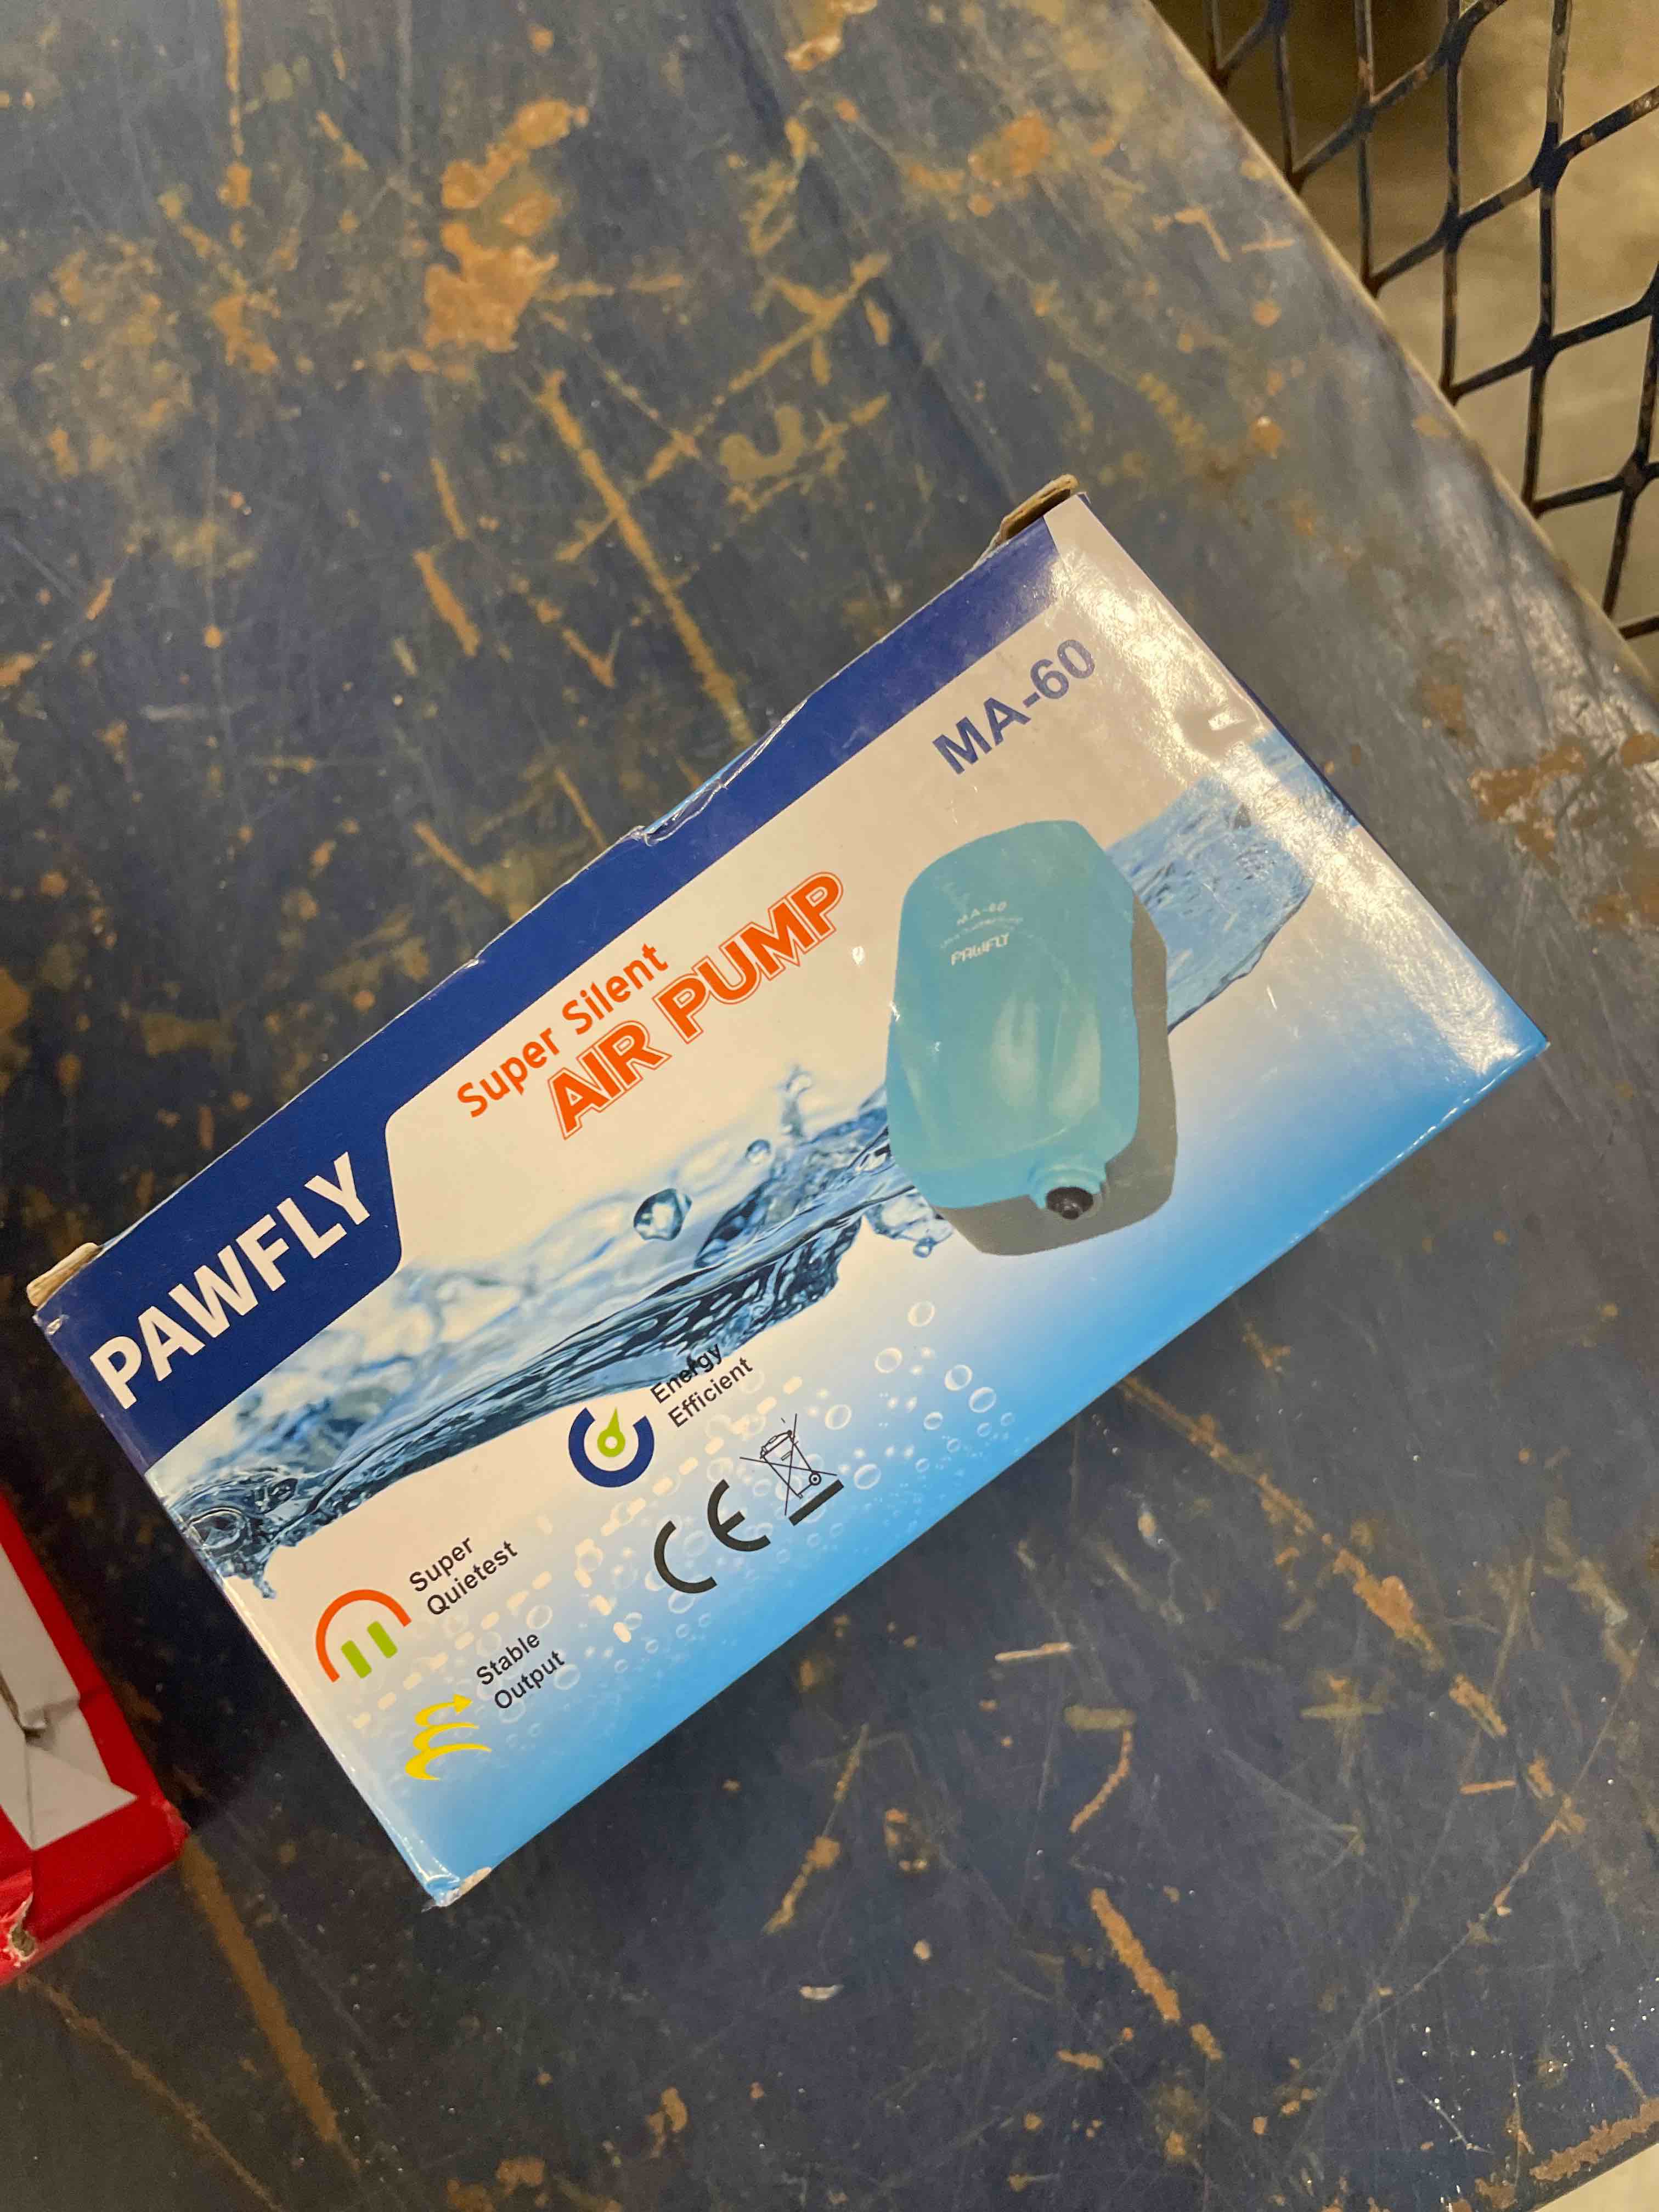 PAWFLY
MA-60
Super Silent
AIR PUMP
MA-60
PAWFLY
Energy
Efficient
Super
Quietest
Stable
Output
CE